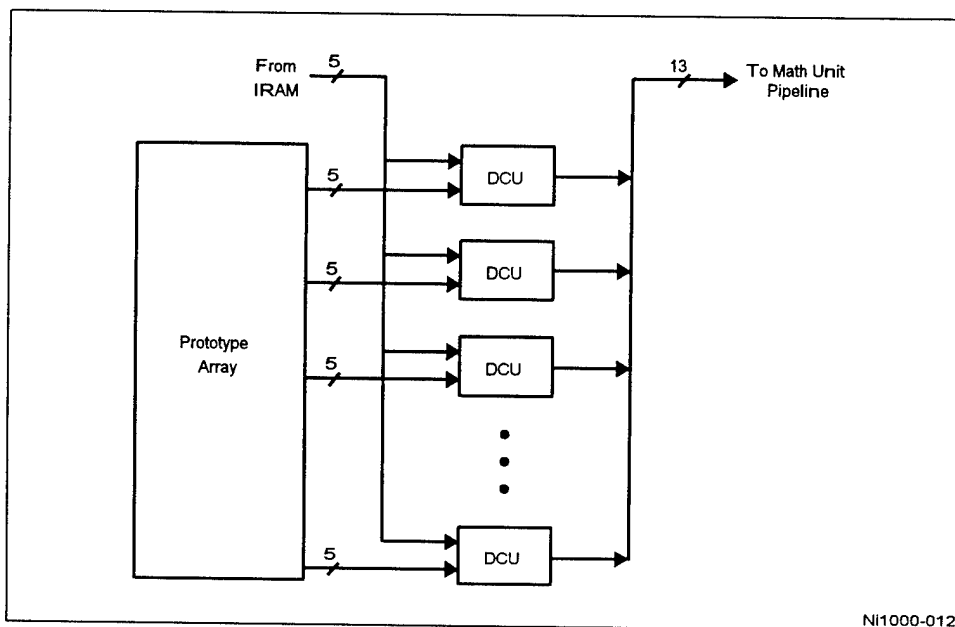 From
IRAM
5
13
To Math Unit
Pipeline
5
DCU
5
DCU
Prototype
Array
5
DCU
5
DCU
Ni1000-012